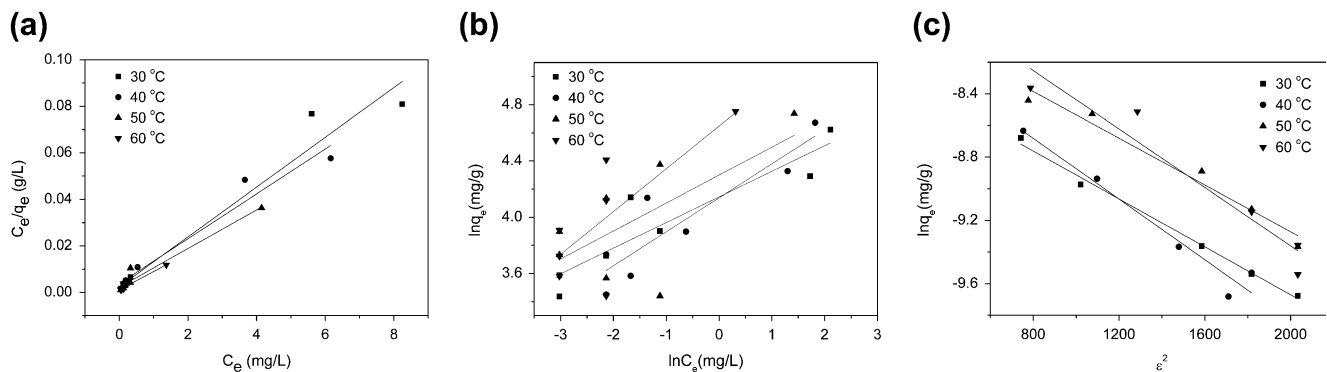 (a)
0.10
0.08
0.06
0.04
0.02
0.00
Cₑ/qₑ (g/L)
30 °C
40 °C
50 °C
60 °C
0 2 4 6 8
Cₑ (mg/L)
(b)
4.8
4.4
4.0
3.6
lnqₑ(mg/g)
30 °C
40 °C
50 °C
60 °C
-3 -2 -1 0 1 2 3
lnCₑ(mg/L)
(c)
-8.4
-8.8
-9.2
-9.6
lnqₑ(mg/g)
30 °C
40 °C
50 °C
60 °C
800 1200 1600 2000
ε²